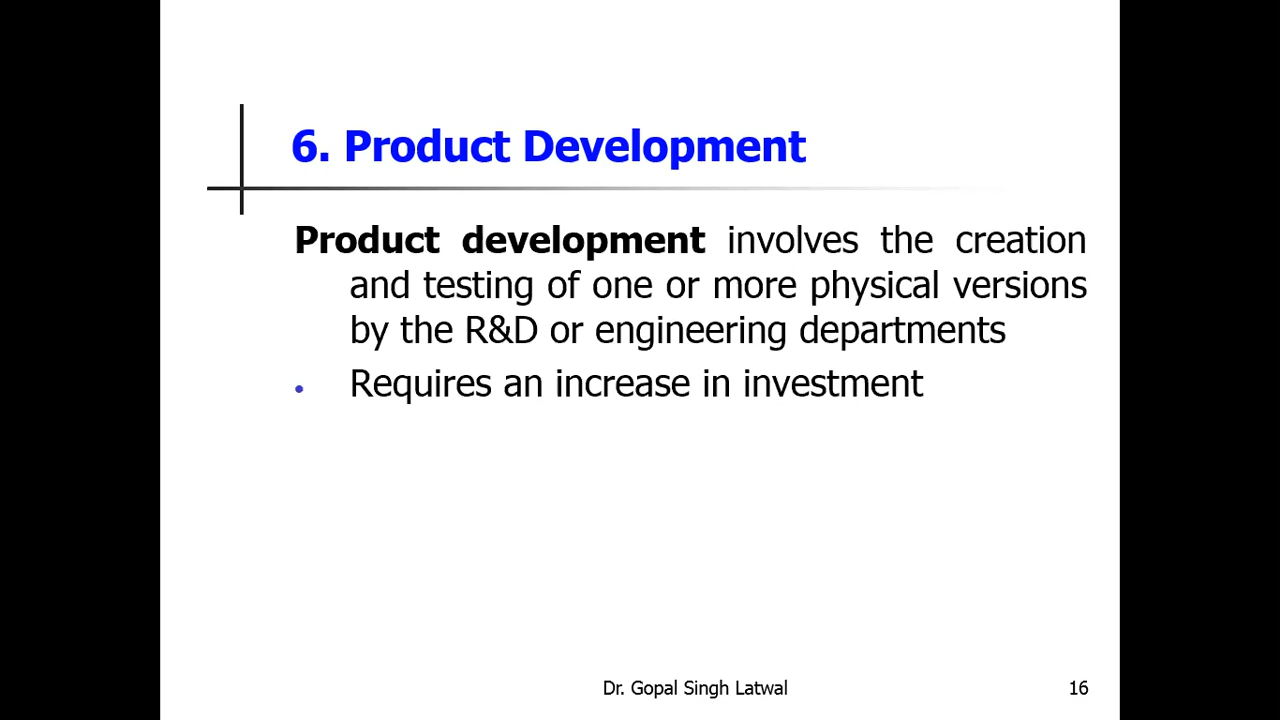 6. Product Development
Product development involves the creation
and testing of one or more physical versions
by the R&D or engineering departments
• Requires an increase in investment
Dr. Gopal Singh Latwal
16